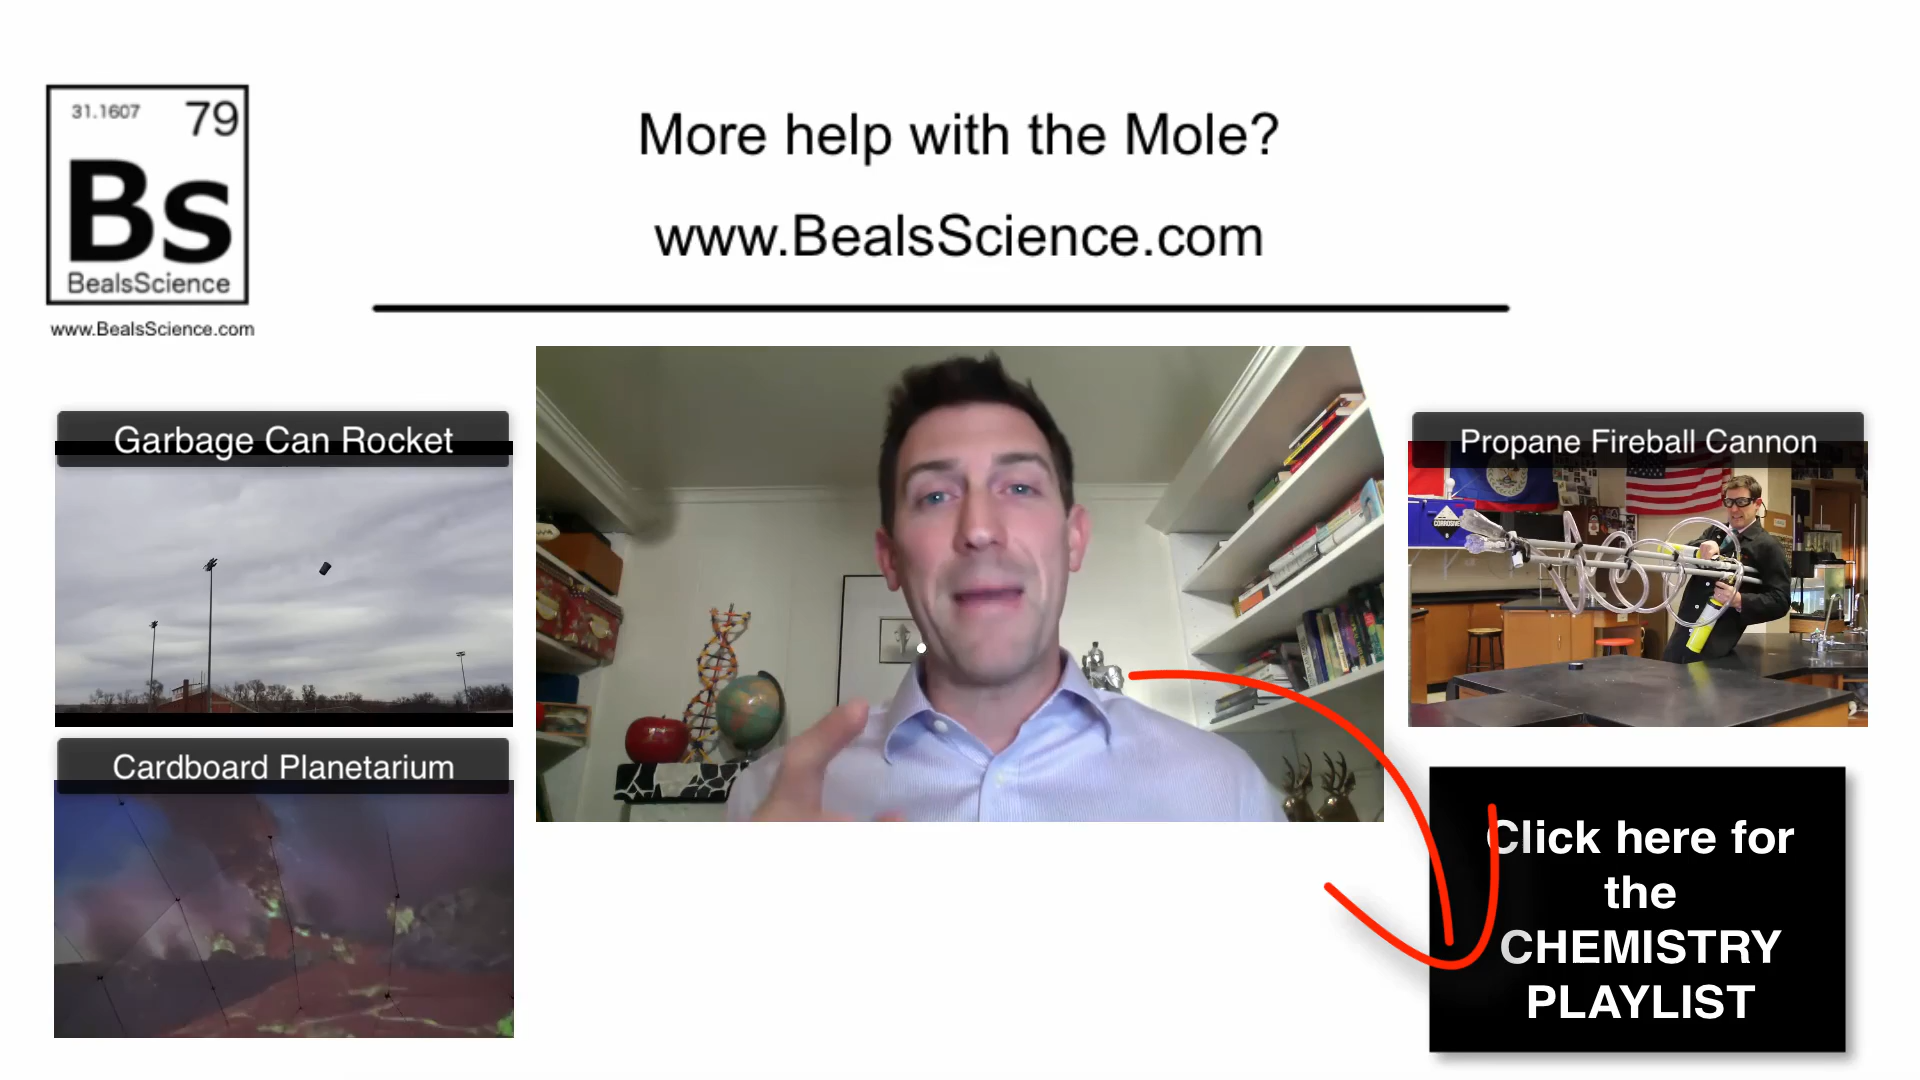 31.1607
79
Bs
BealsScience
www.BealsScience.com
More help with the Mole?
www.BealsScience.com
Garbage Can Rocket
Cardboard Planetarium
Propane Fireball Cannon
CORROSIVE
Click here for
the
CHEMISTRY
PLAYLIST